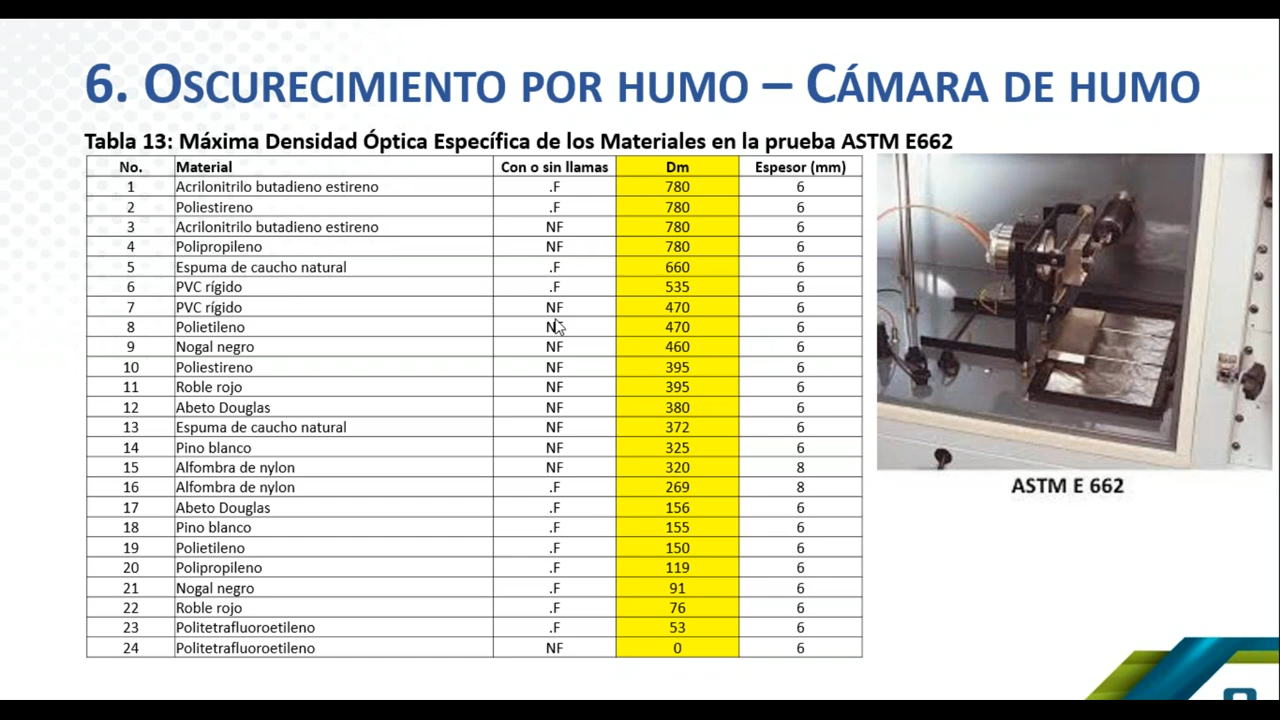 6. OSCURECIMIENTO POR HUMO – CÁMARA DE HUMO
Tabla 13: Máxima Densidad Óptica Específica de los Materiales en la prueba ASTM E662
No. Material Con o sin llamas Dm Espesor (mm)
1 Acrilonitrilo butadieno estireno .F 780 6
2 Poliestireno .F 780 6
3 Acrilonitrilo butadieno estireno NF 780 6
4 Polipropileno NF 780 6
5 Espuma de caucho natural .F 660 6
6 PVC rígido .F 535 6
7 PVC rígido NF 470 6
8 Polietileno 470 6
9 Nogal negro NF 460 6
10 Poliestireno NF 395 6
11 Roble rojo NF 395 6
12 Abeto Douglas NF 380 6
13 Espuma de caucho natural NF 372 6
14 Pino blanco NF 325 6
15 Alfombra de nylon NF 320 8
16 Alfombra de nylon .F 269 8
17 Abeto Douglas .F 156 6
18 Pino blanco .F 155 6
19 Polietileno .F 150 6
20 Polipropileno .F 119 6
21 Nogal negro .F 91 6
22 Roble rojo .F 76 6
23 Politetrafluoroetileno .F 53 6
24 Politetrafluoroetileno NF 0 6
ASTM E 662